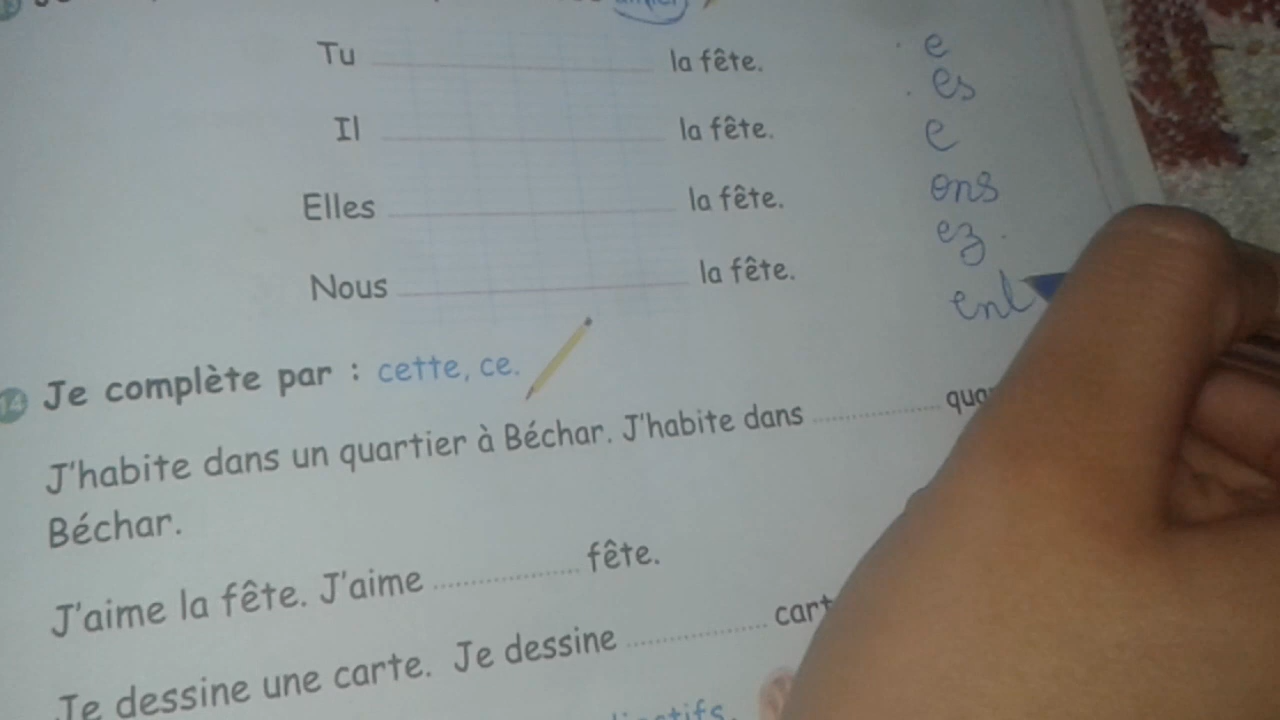 Tu la fête. e
es
Il la fête. e
Elles la fête. ons
ez
Nous la fête. ent
14 Je complète par : cette, ce.
J'habite dans un quartier à Béchar. J'habite dans ............
Béchar.
J'aime la fête. J'aime ............ fête.
Je dessine une carte. Je dessine ............